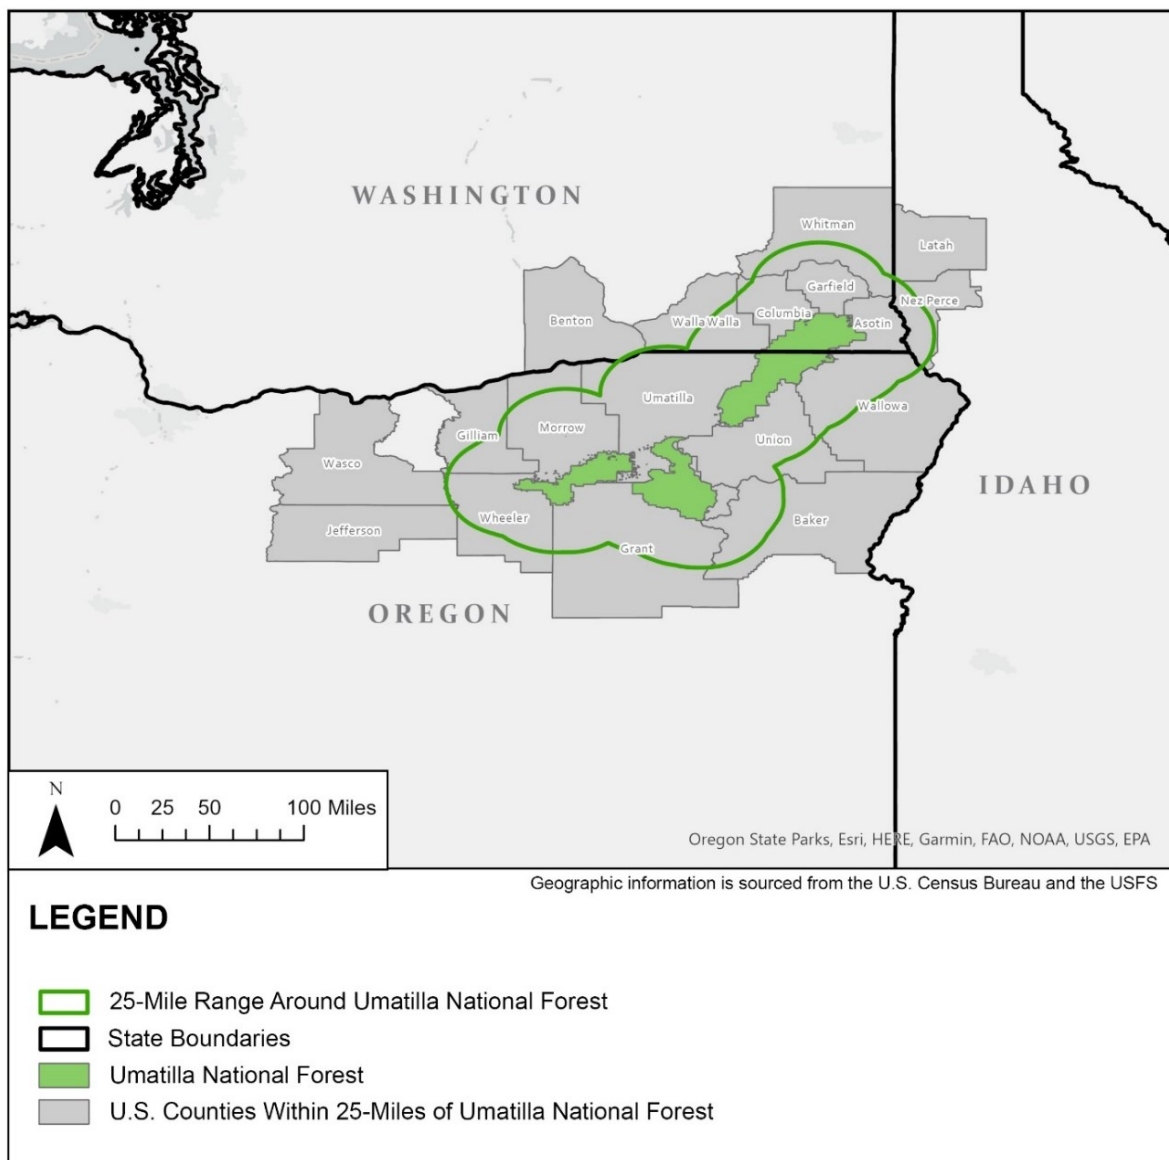 WASHINGTON
Whitman
Latah
Garfield
Nez Perce
Columbia
Benton
Walla Walla
Asotin
Umatilla
Wallowa
Morrow
Gilliam
Union
Wasco
Wheeler
Baker
Jefferson
Grant
IDAHO
OREGON
N
0 25 50 100 Miles
Oregon State Parks, Esri, HERE, Garmin, FAO, NOAA, USGS, EPA
Geographic information is sourced from the U.S. Census Bureau and the USFS
LEGEND
25-Mile Range Around Umatilla National Forest
State Boundaries
Umatilla National Forest
U.S. Counties Within 25-Miles of Umatilla National Forest